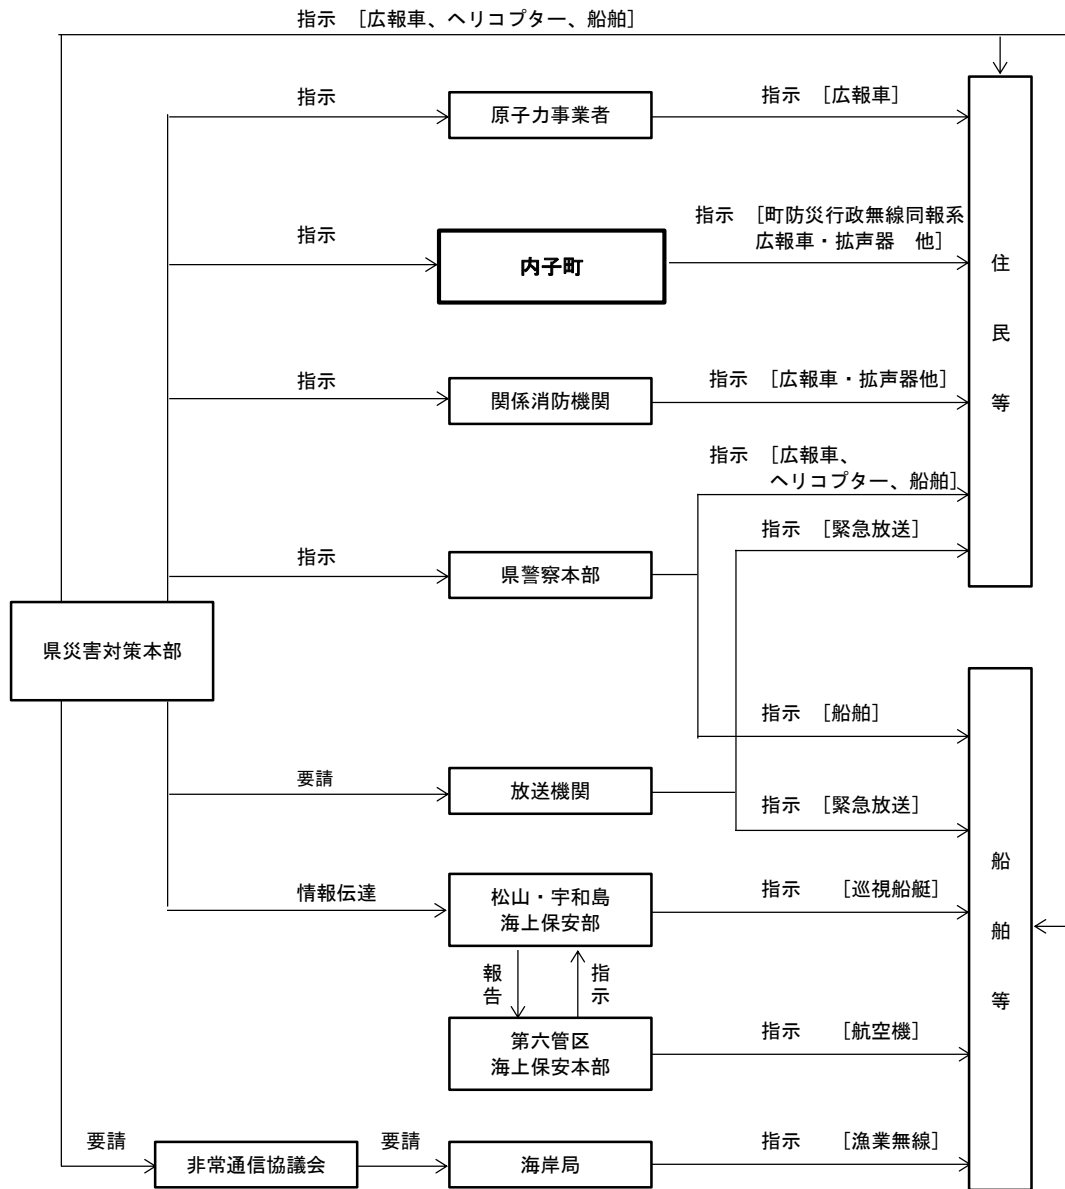 指示 ［広報車、ヘリコプター、船舶］
指示
原子力事業者
指示 ［広報車］
指示
内子町
指示 ［町防災行政無線同報系
広報車・拡声器　他］
指示
関係消防機関
指示 ［広報車・拡声器他］
指示 ［広報車、
ヘリコプター、船舶］
指示 ［緊急放送］
指示
県警察本部
住民等
県災害対策本部
指示 ［船舶］
要請
放送機関
指示 ［緊急放送］
情報伝達
松山・宇和島
海上保安部
指示 ［巡視船艇］
報告
指示
第六管区
海上保安本部
指示 ［航空機］
船舶等
要請
非常通信協議会
要請
海岸局
指示 ［漁業無線］